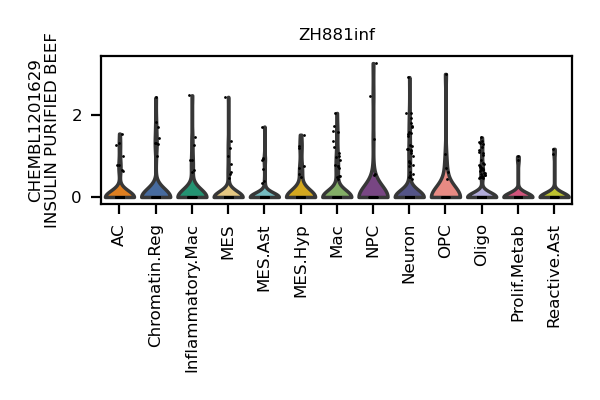 ZH881inf
CHEMBL1201629
INSULIN PURIFIED BEEF
2
0
AC
Chromatin.Reg
Inflammatory.Mac
MES
MES.Ast
MES.Hyp
Mac
NPC
Neuron
OPC
Oligo
Prolif.Metab
Reactive.Ast